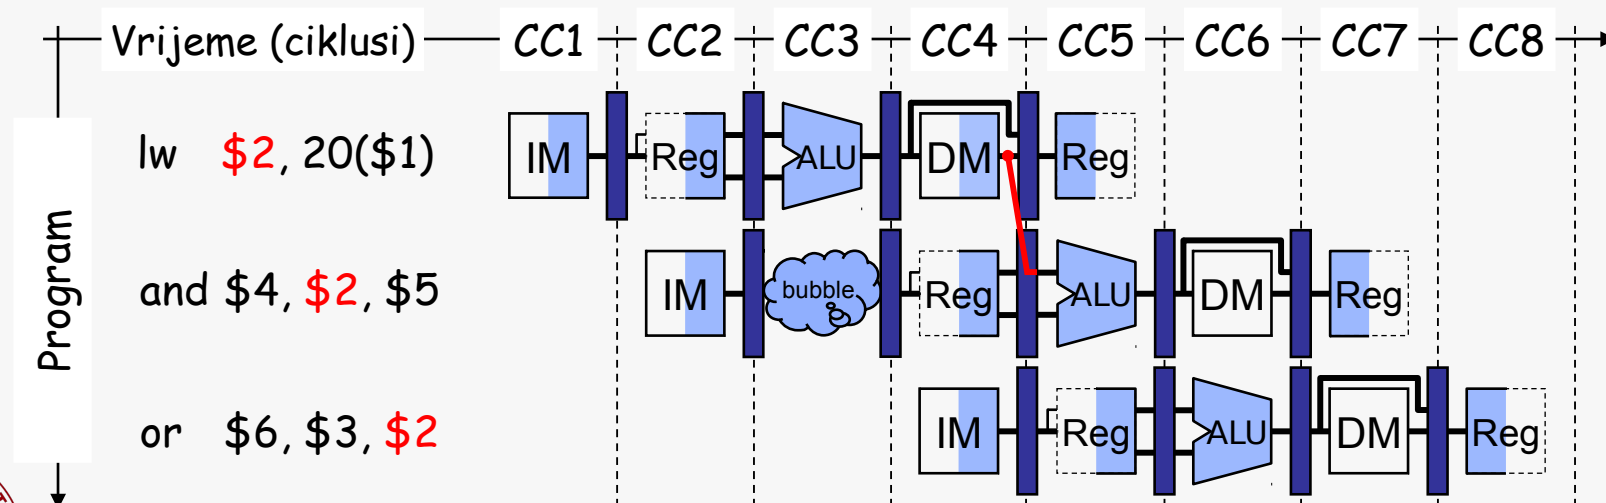 Vrijeme (ciklusi) CC1 CC2 CC3 CC4 CC5 CC6 CC7 CC8
Program
lw $2, 20($1) IM Reg ALU DM Reg
and $4, $2, $5 IM bubble Reg ALU DM Reg
or $6, $3, $2 IM Reg ALU DM Reg